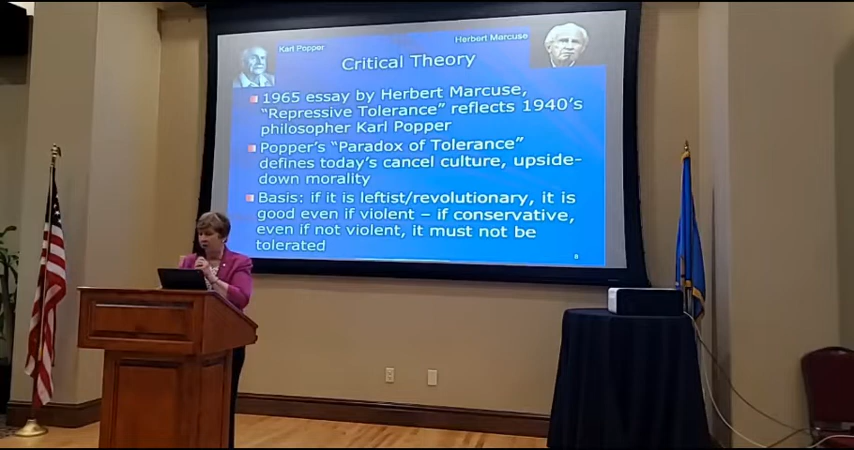 Karl Popper
Herbert Marcuse
Critical Theory
1965 essay by Herbert Marcuse,
"Repressive Tolerance" reflects 1940's
philosopher Karl Popper
Popper's "Paradox of Tolerance"
defines today's cancel culture, upside-
down morality
Basis: if it is leftist/revolutionary, it is
good even if violent – if conservative,
even if not violent, it must not be
tolerated
8